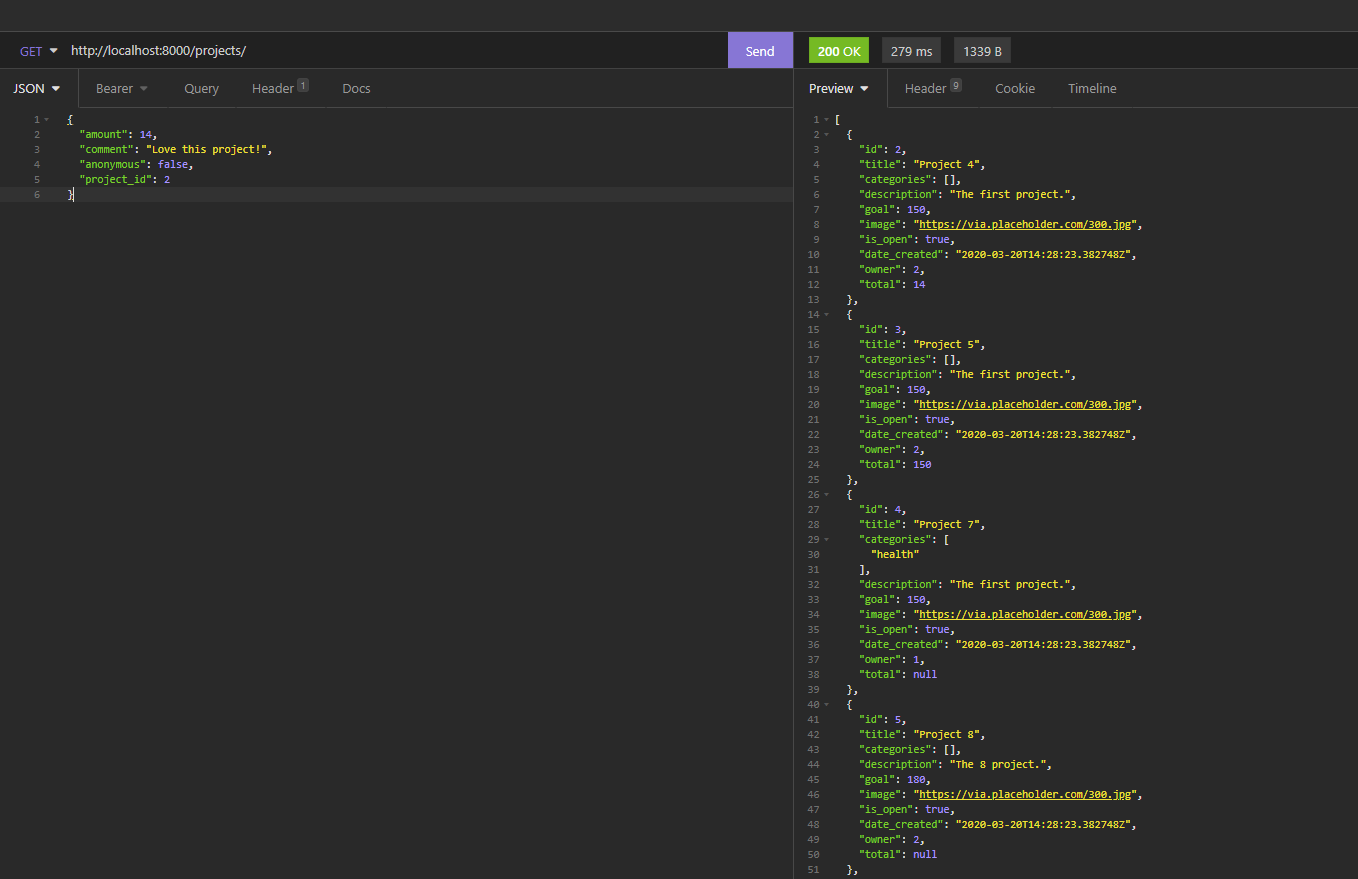 GET http://localhost:8000/projects/ Send 200 OK 279 ms 1339 B
JSON Bearer Query Header 1 Docs Preview Header 9 Cookie Timeline
1 {
2 "amount": 14,
3 "comment": "Love this project!",
4 "anonymous": false,
5 "project_id": 2
6 }
1 [
2 {
3 "id": 2,
4 "title": "Project 4",
5 "categories": [],
6 "description": "The first project.",
7 "goal": 150,
8 "image": "https://via.placeholder.com/300.jpg",
9 "is_open": true,
10 "date_created": "2020-03-20T14:28:23.382748Z",
11 "owner": 2,
12 "total": 14
13 },
14 {
15 "id": 3,
16 "title": "Project 5",
17 "categories": [],
18 "description": "The first project.",
19 "goal": 150,
20 "image": "https://via.placeholder.com/300.jpg",
21 "is_open": true,
22 "date_created": "2020-03-20T14:28:23.382748Z",
23 "owner": 2,
24 "total": 150
25 },
26 {
27 "id": 4,
28 "title": "Project 7",
29 "categories": [
30 "health"
31 ],
32 "description": "The first project.",
33 "goal": 150,
34 "image": "https://via.placeholder.com/300.jpg",
35 "is_open": true,
36 "date_created": "2020-03-20T14:28:23.382748Z",
37 "owner": 1,
38 "total": null
39 },
40 {
41 "id": 5,
42 "title": "Project 8",
43 "categories": [],
44 "description": "The 8 project.",
45 "goal": 180,
46 "image": "https://via.placeholder.com/300.jpg",
47 "is_open": true,
48 "date_created": "2020-03-20T14:28:23.382748Z",
49 "owner": 2,
50 "total": null
51 },